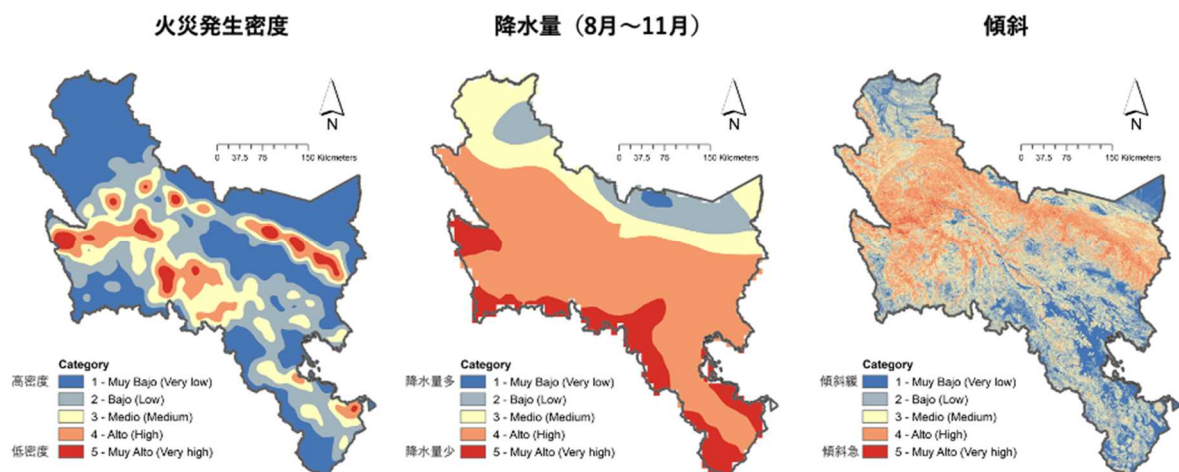 火災発生密度
N
0 37.5 75 150 Kilometers
Category
高密度 1 - Muy Bajo (Very low)
2 - Bajo (Low)
3 - Medio (Medium)
4 - Alto (High)
低密度 5 - Muy Alto (Very high)
降水量（8月～11月）
N
0 37.5 75 150 Kilometers
Category
降水量多 1 - Muy Bajo (Very low)
2 - Bajo (Low)
3 - Medio (Medium)
4 - Alto (High)
降水量少 5 - Muy Alto (Very high)
傾斜
N
0 37.5 75 150 Kilometers
Category
傾斜緩 1 - Muy Bajo (Very low)
2 - Bajo (Low)
3 - Medio (Medium)
4 - Alto (High)
傾斜急 5 - Muy Alto (Very high)